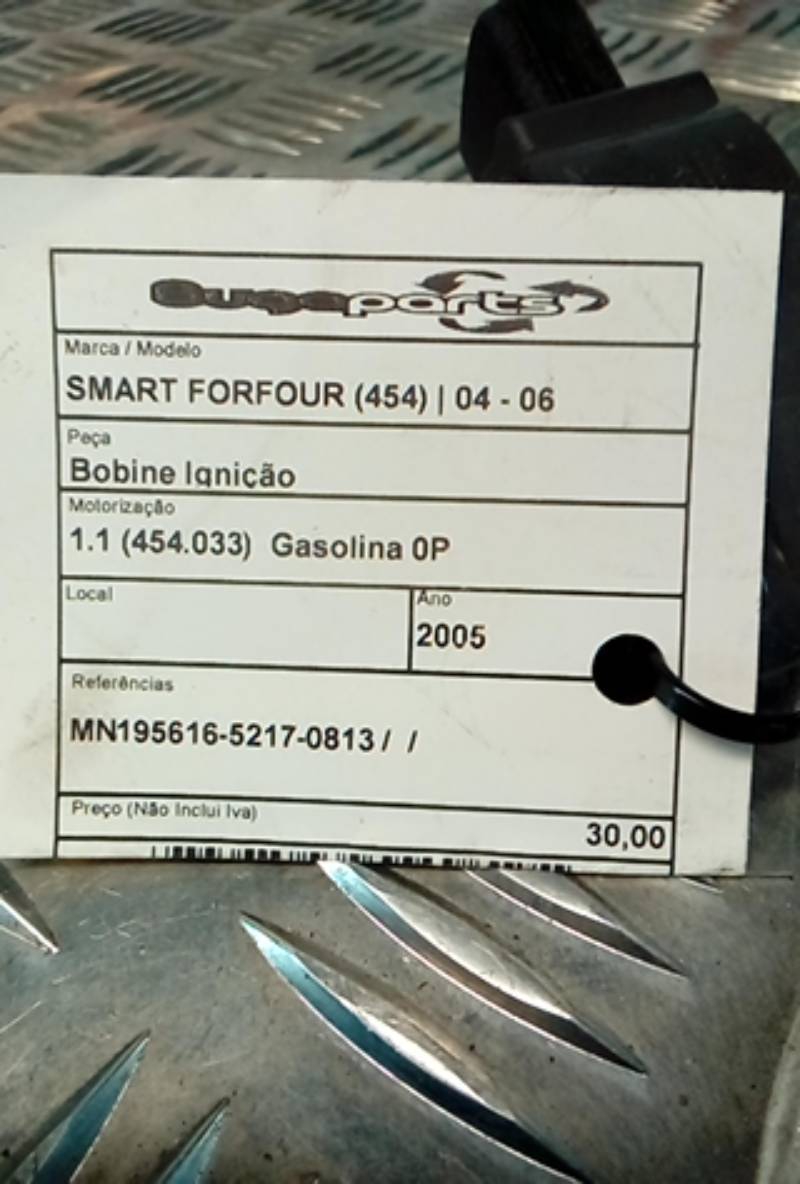 Bugaparts
Marca / Modelo
SMART FORFOUR (454) | 04 - 06
Peça
Bobine Ignição
Motorização
1.1 (454.033)  Gasolina 0P
Local
Ano
2005
Referências
MN195616-5217-0813 /  /
Preço (Não Inclui Iva)
30,00